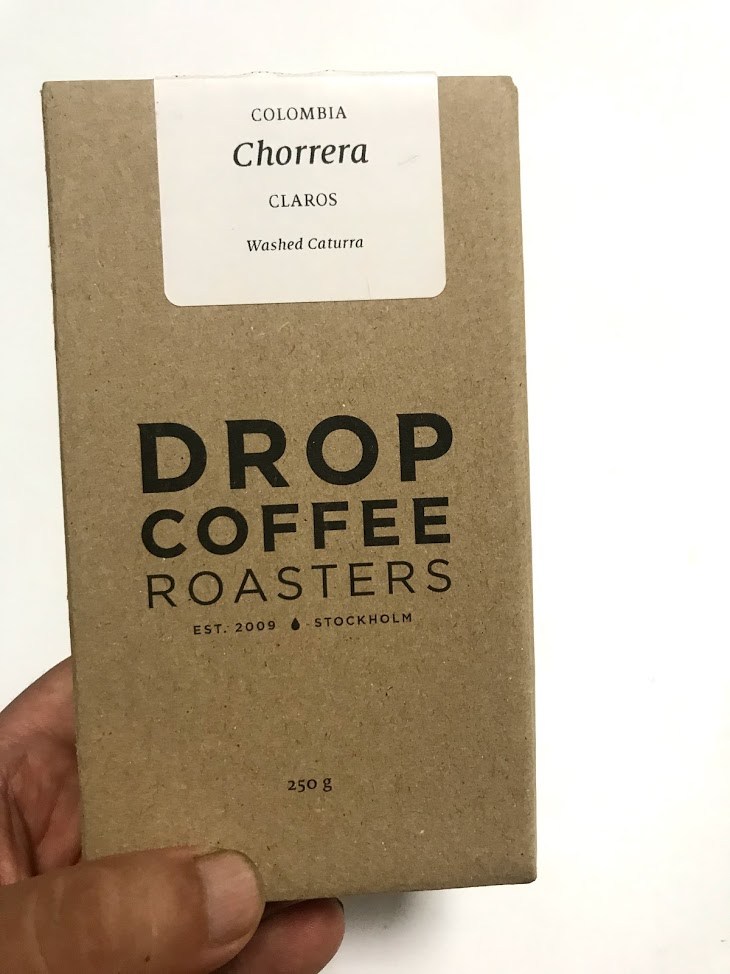 COLOMBIA
Chorrera
CLAROS
Washed Caturra
DROP
COFFEE
ROASTERS
EST. 2009 STOCKHOLM
250 g